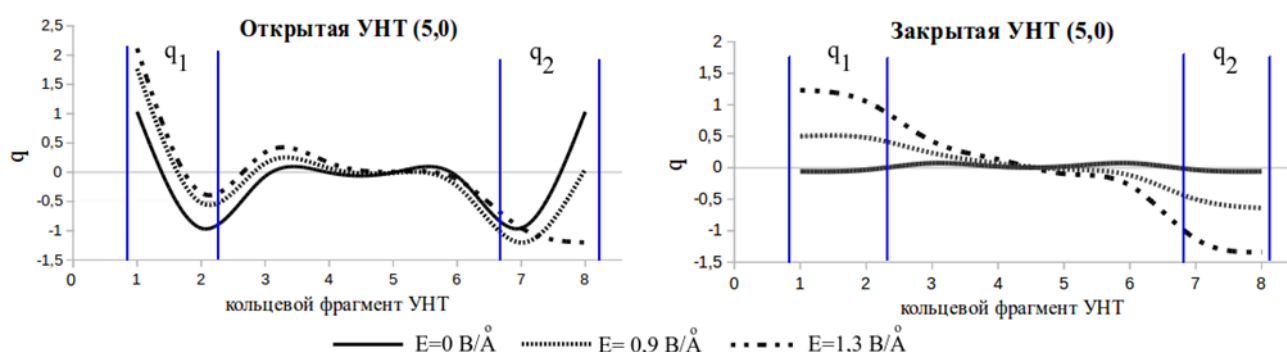 Открытая УНТ (5,0)
q1
q2
2,5
2
1,5
1
0,5
0
-0,5
-1
-1,5
q
0 1 2 3 4 5 6 7 8
кольцевой фрагмент УНТ
Закрытая УНТ (5,0)
q1
q2
2
1,5
1
0,5
0
-0,5
-1
-1,5
q
0 1 2 3 4 5 6 7 8
кольцевой фрагмент УНТ
E=0 В/Å E= 0,9 В/Å E=1,3 В/Å